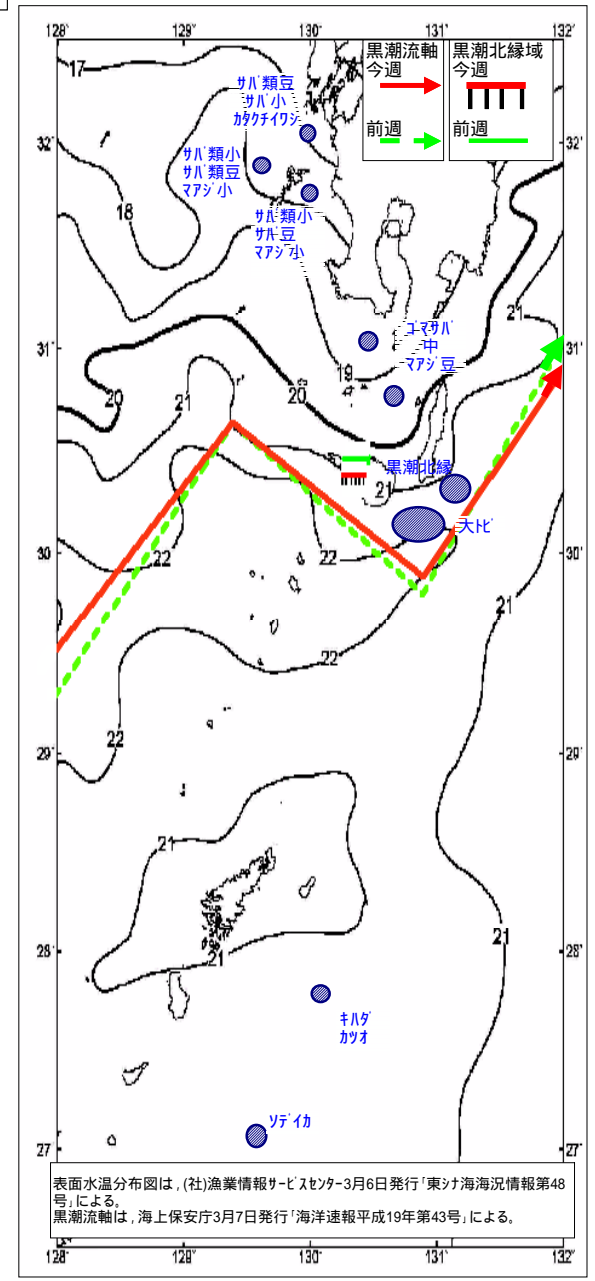 128ﾟ 129ﾟ 130ﾟ 131ﾟ 132ﾟ
黒潮流軸
今週
前週
黒潮北縁域
今週
前週
17
ｻﾊﾞ類豆
ｻﾊﾞ小
ｶﾀｸﾁｲﾜｼ
32ﾟ
32ﾟ
ｻﾊﾞ類小
ｻﾊﾞ類豆
ﾏｱｼﾞ小
18
ｻﾊﾞ類小
ｻﾊﾞ豆
ﾏｱｼﾞ小
21
ｺﾞﾏｻﾊﾞ
中
ﾏｱｼﾞ豆
31ﾟ
31ﾟ
19
20
20
21
黒潮北縁
21
大ﾄﾋﾞ
30ﾟ
22
22
30ﾟ
21
22
22
29ﾟ
29ﾟ
21
28ﾟ
21
21
28ﾟ
ｷﾊﾀﾞ
ｶﾂｵ
ｿﾃﾞｲｶ
27ﾟ
27ﾟ
表面水温分布図は，(社)漁業情報ｻｰﾋﾞｽｾﾝﾀｰ3月6日発行「東シナ海海況情報第48
号」による。
黒潮流軸は，海上保安庁3月7日発行「海洋速報平成19年第43号」による。
128ﾟ 129ﾟ 130ﾟ 131ﾟ 132ﾟ